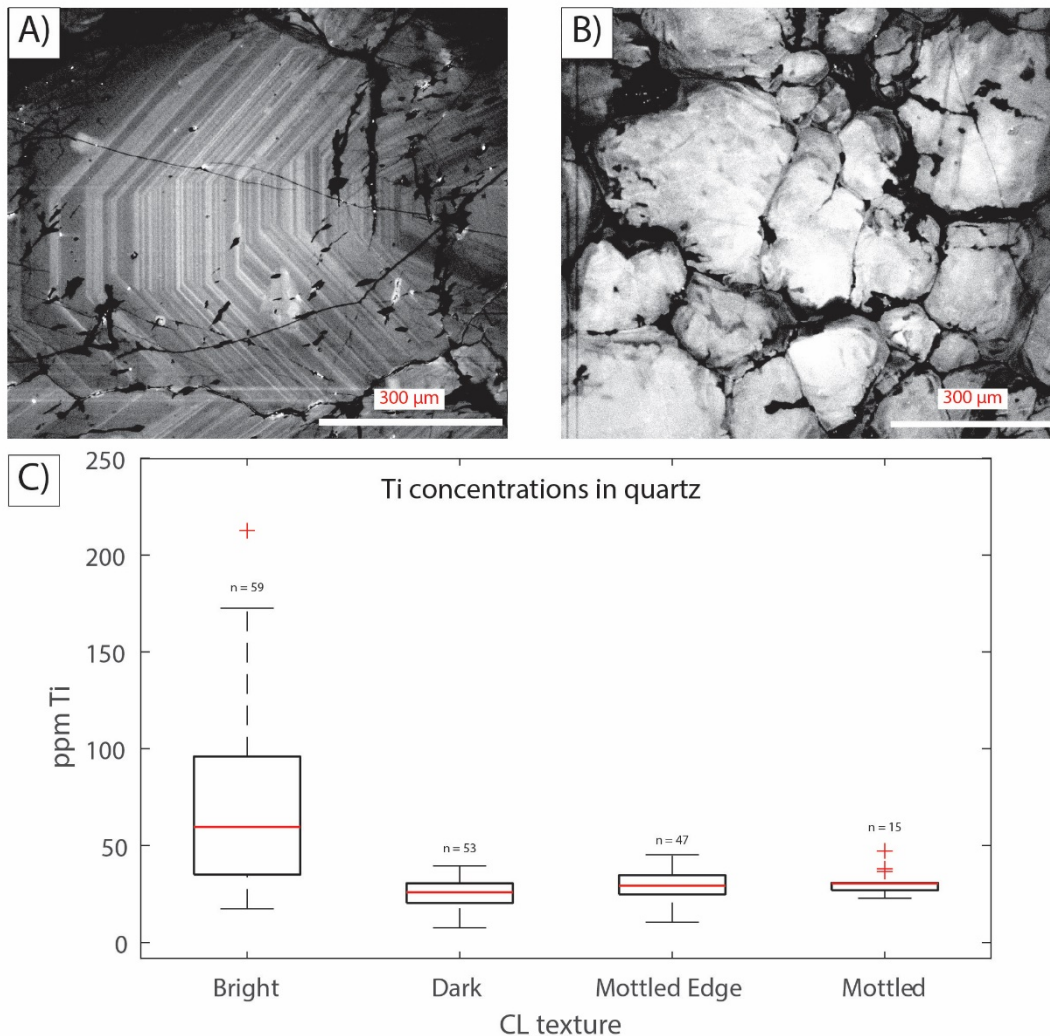 A)
B)
300 µm
300 µm
C)
Ti concentrations in quartz
250
200
150
100
50
0
ppm Ti
n = 59
n = 53
n = 47
n = 15
Bright
Dark
Mottled Edge
Mottled
CL texture